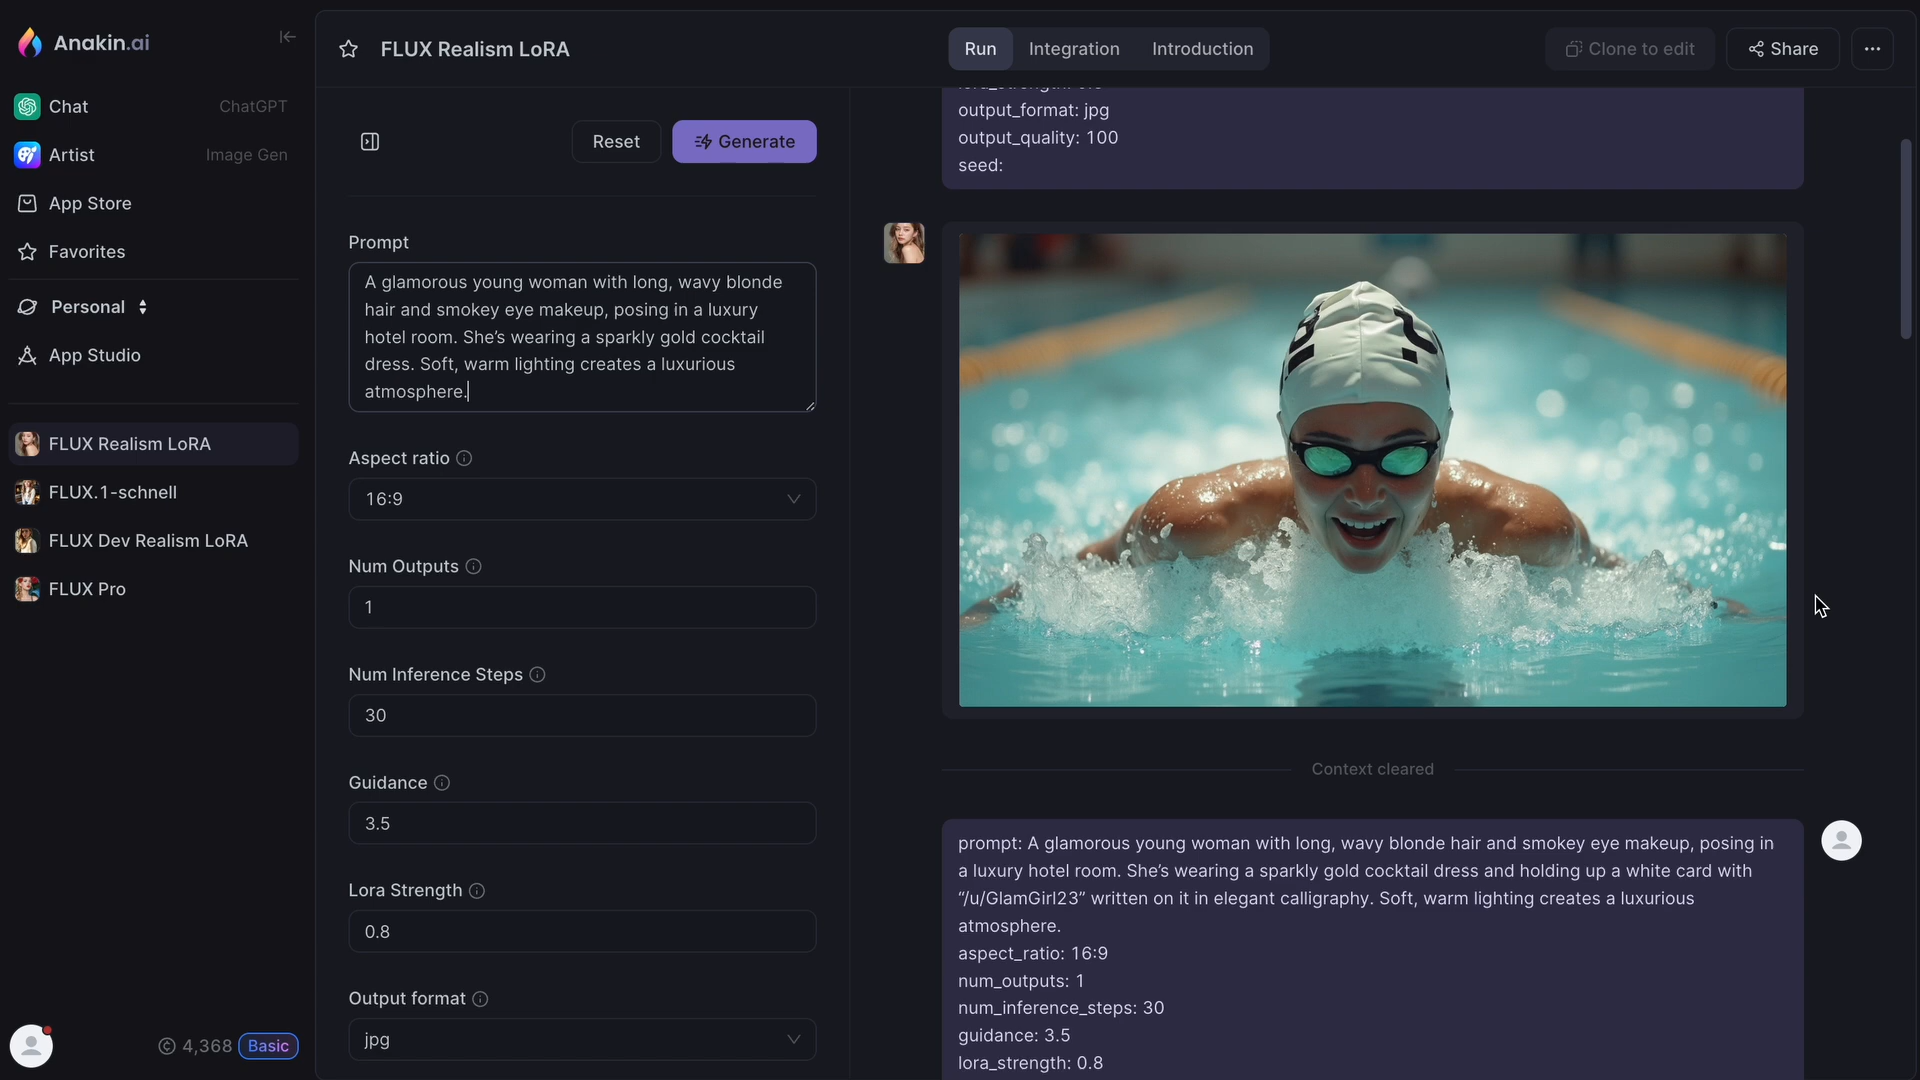 Anakin.ai
Chat
ChatGPT
Artist
Image Gen
App Store
Favorites
Personal
App Studio
FLUX Realism LoRA
FLUX.1-schnell
FLUX Dev Realism LoRA
FLUX Pro
4,368
Basic
FLUX Realism LoRA
Run
Integration
Introduction
Clone to edit
Share
Reset
Generate
Prompt
A glamorous young woman with long, wavy blonde
hair and smokey eye makeup, posing in a luxury
hotel room. She’s wearing a sparkly gold cocktail
dress. Soft, warm lighting creates a luxurious
atmosphere.
Aspect ratio
16:9
Num Outputs
1
Num Inference Steps
30
Guidance
3.5
Lora Strength
0.8
Output format
jpg
output_format: jpg
output_quality: 100
seed:
Context cleared
prompt: A glamorous young woman with long, wavy blonde hair and smokey eye makeup, posing in
a luxury hotel room. She’s wearing a sparkly gold cocktail dress and holding up a white card with
“/u/GlamGirl23” written on it in elegant calligraphy. Soft, warm lighting creates a luxurious
atmosphere.
aspect_ratio: 16:9
num_outputs: 1
num_inference_steps: 30
guidance: 3.5
lora_strength: 0.8